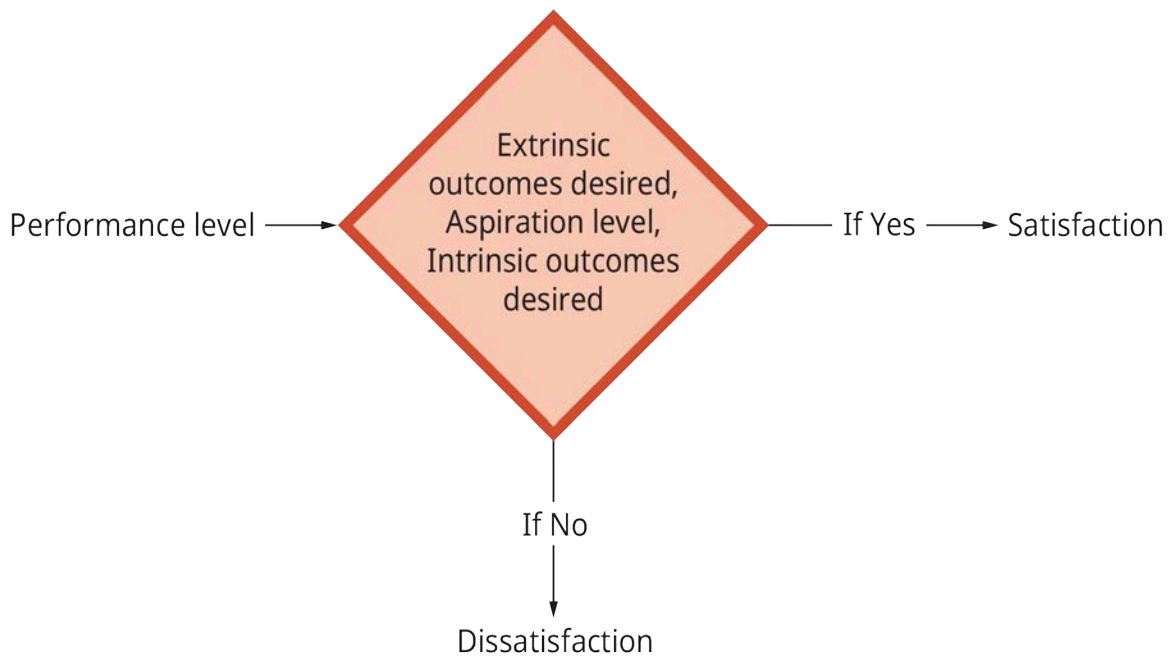 Extrinsic
outcomes desired,
Aspiration level,
Intrinsic outcomes
desired
Performance level
If Yes
Satisfaction
If No
Dissatisfaction